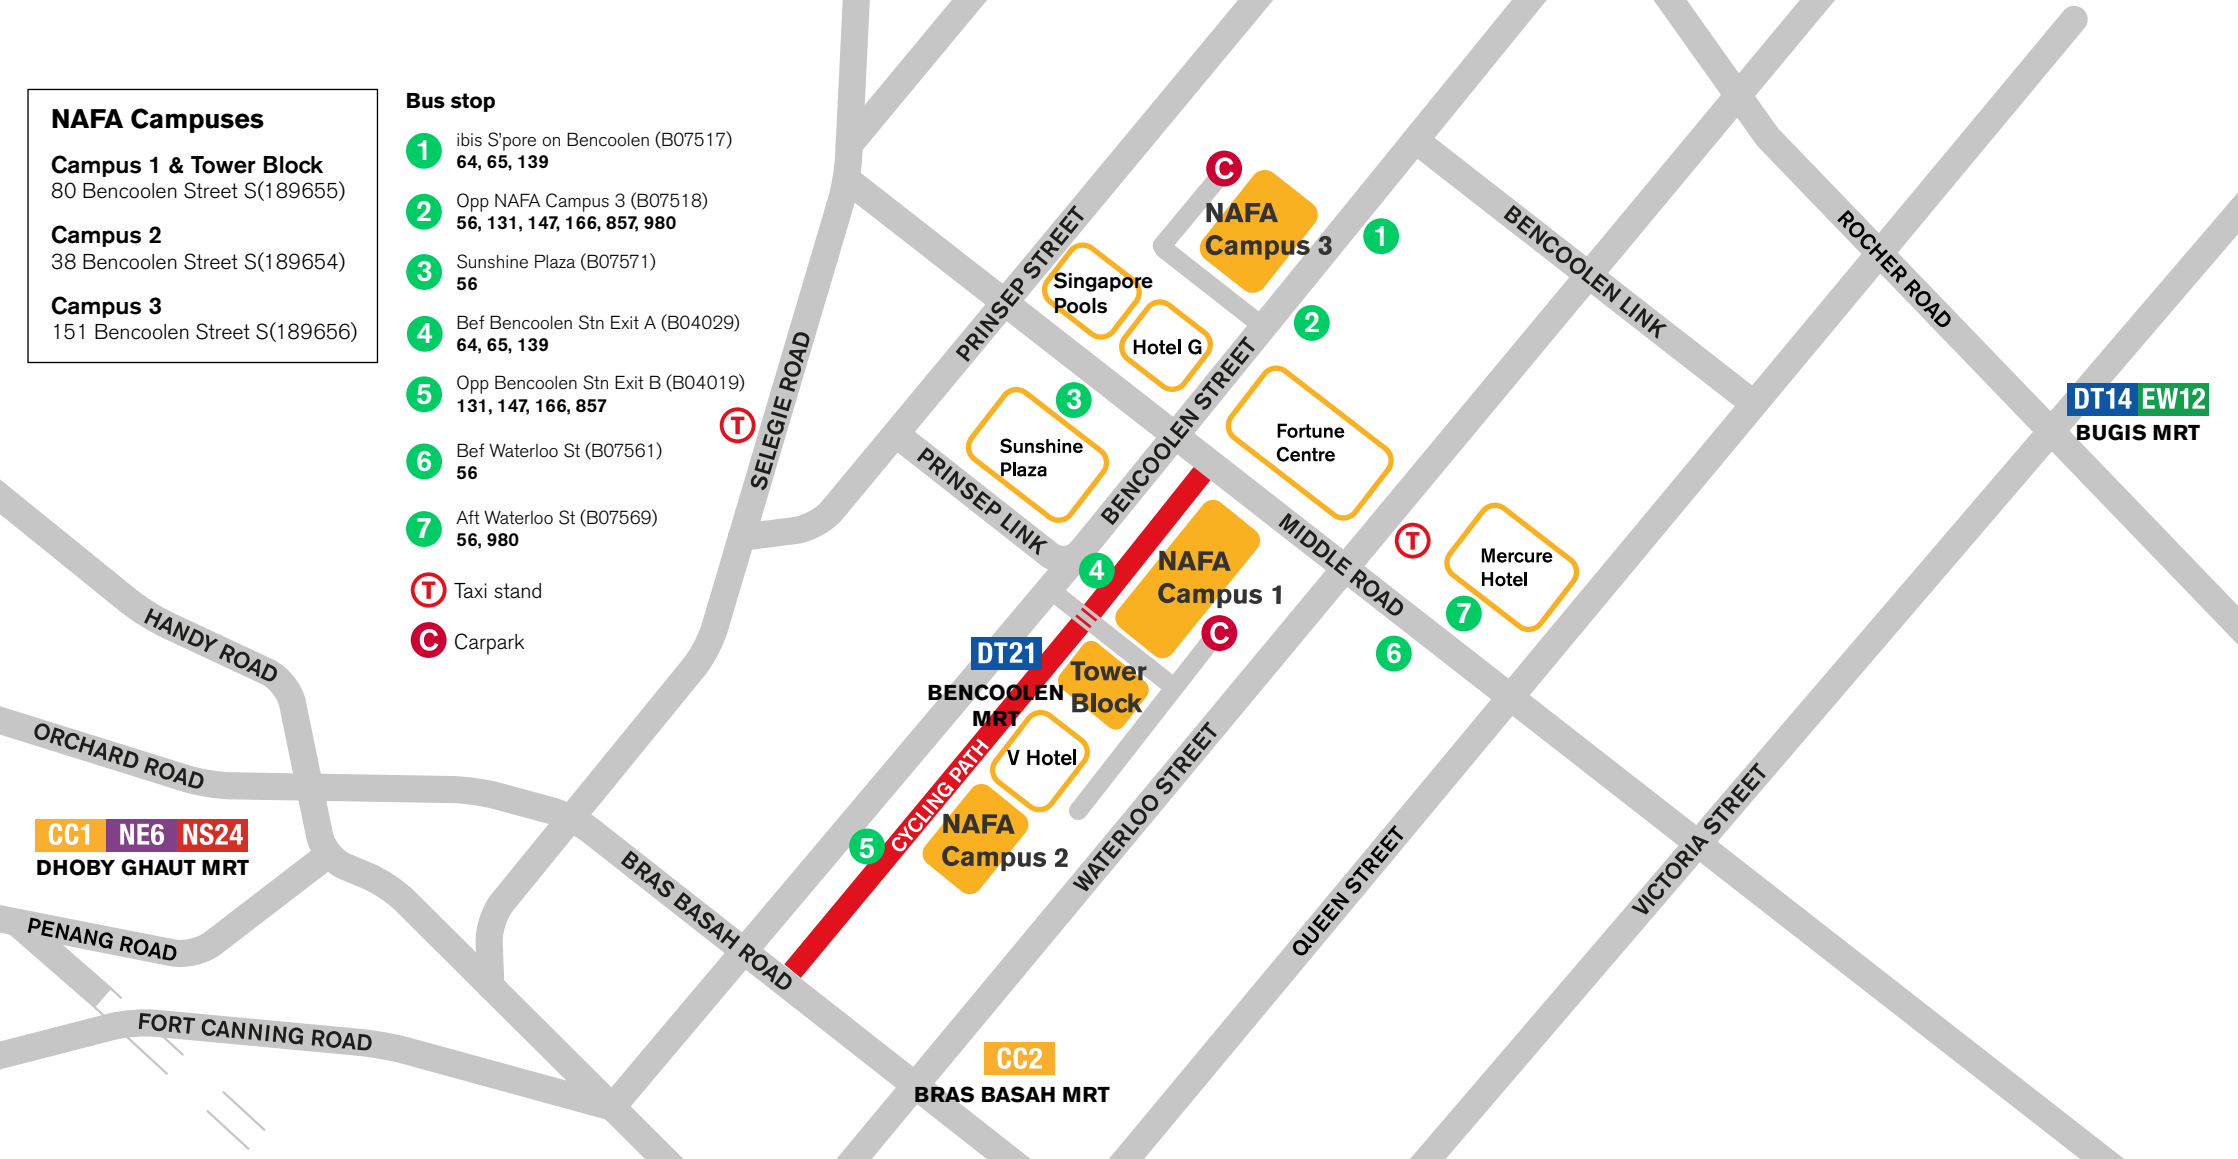 NAFA Campuses
Campus 1 & Tower Block
80 Bencoolen Street S(189655)
Campus 2
38 Bencoolen Street S(189654)
Campus 3
151 Bencoolen Street S(189656)
Bus stop
1
ibis S'pore on Bencoolen (B07517)
64, 65, 139
2
Opp NAFA Campus 3 (B07518)
56, 131, 147, 166, 857, 980
3
Sunshine Plaza (B07571)
56
4
Bef Bencoolen Stn Exit A (B04029)
64, 65, 139
5
Opp Bencoolen Stn Exit B (B04019)
131, 147, 166, 857
6
Bef Waterloo St (B07561)
56
7
Aft Waterloo St (B07569)
56, 980
T
Taxi stand
C
Carpark
T
SELEGIE ROAD
PRINSEP STREET
C
NAFA
Campus 3
1
2
Singapore
Pools
Hotel G
BENCOOLEN STREET
3
Sunshine
Plaza
PRINSEP LINK
Fortune
Centre
BENCOOLEN LINK
ROCHER ROAD
DT14 EW12
BUGIS MRT
MIDDLE ROAD
T
Mercure
Hotel
7
6
4
NAFA
Campus 1
C
DT21
BENCOOLEN
MRT
Tower
Block
V Hotel
CYCLING PATH
5
NAFA
Campus 2
WATERLOO STREET
QUEEN STREET
VICTORIA STREET
HANDY ROAD
ORCHARD ROAD
CC1 NE6 NS24
DHOBY GHAUT MRT
BRAS BASAH ROAD
PENANG ROAD
FORT CANNING ROAD
CC2
BRAS BASAH MRT